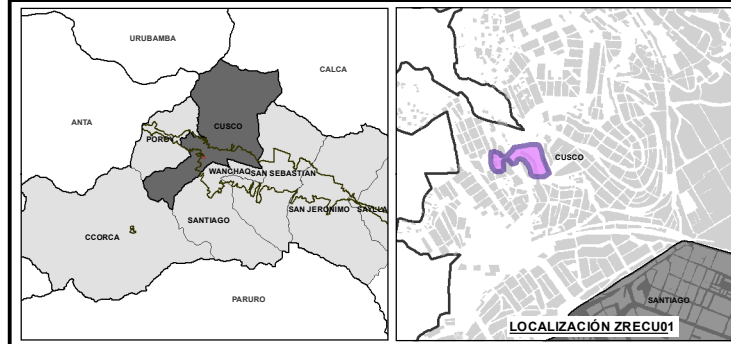 URUBAMBA
CALCA
ANTA
CUSCO
POROY
WANCHAQ
SAN SEBASTIAN
SAN JERONIMO
SAYLLA
SANTIAGO
CCORCA
PARURO
CUSCO
SANTIAGO
LOCALIZACIÓN ZRECU01